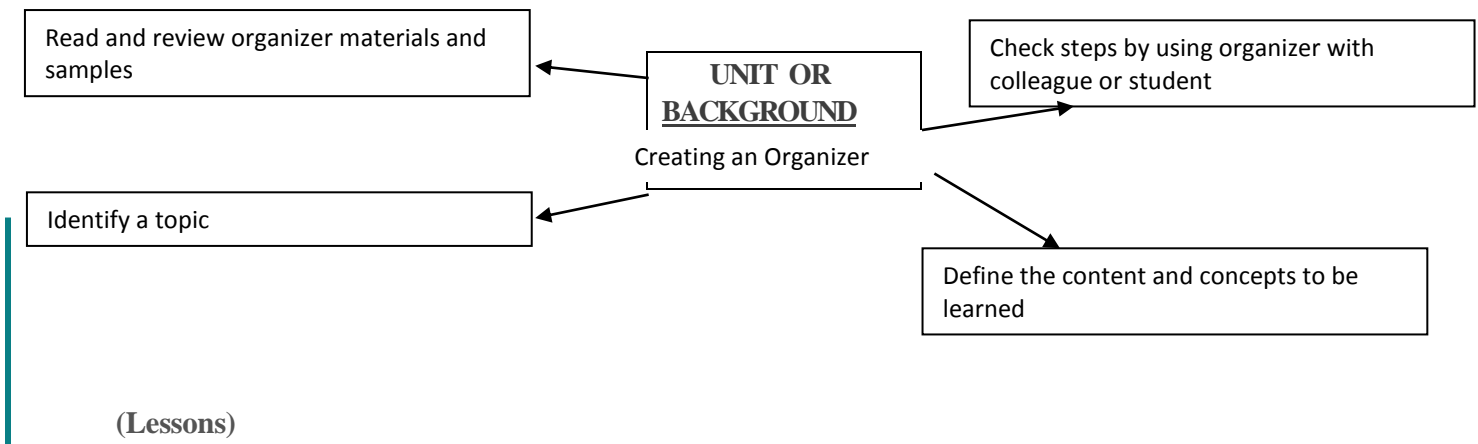 Read and review organizer materials and
samples
UNIT OR
BACKGROUND
Creating an Organizer
Check steps by using organizer with
colleague or student
Identify a topic
Define the content and concepts to be
learned
(Lessons)